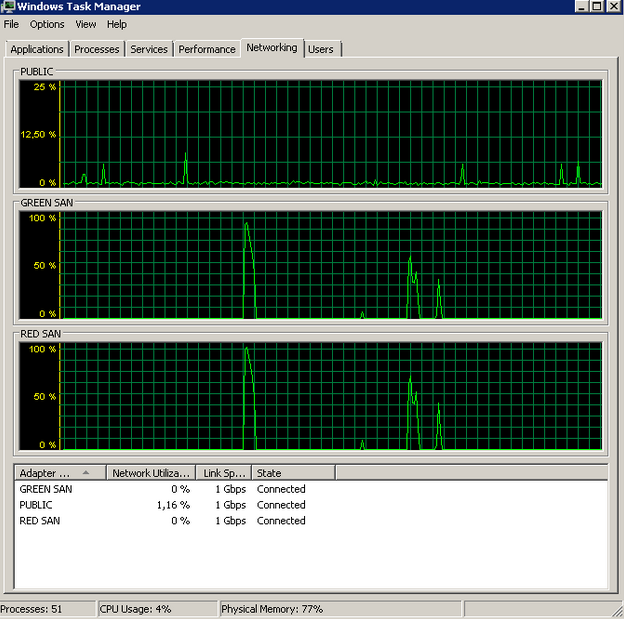 Windows Task Manager
File Options View Help
Applications Processes Services Performance Networking Users
PUBLIC
25 %
12,50 %
0 %
GREEN SAN
100 %
50 %
0 %
RED SAN
100 %
50 %
0 %
Adapter ... Network Utiliza... Link Sp... State
GREEN SAN 0 % 1 Gbps Connected
PUBLIC 1,16 % 1 Gbps Connected
RED SAN 0 % 1 Gbps Connected
Processes: 51 CPU Usage: 4% Physical Memory: 77%